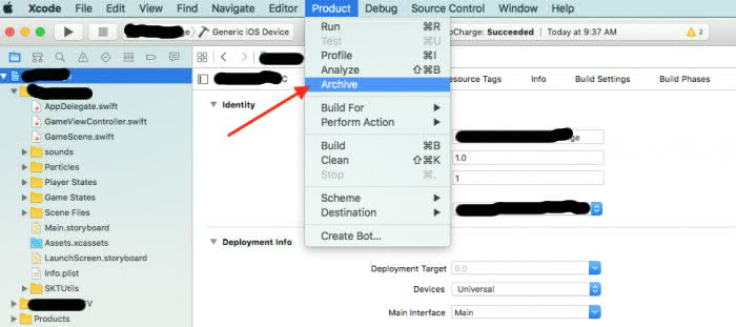 Xcode File Edit View Find Navigate Editor Product Debug Source Control Window Help
Generic iOS Device
oCharge: Succeeded | Today at 9:37 AM
2
Run ⌘R
Test ⌘U
Profile ⌘I
Analyze ⇧⌘B
Archive
Build For
Perform Action
Build ⌘B
Clean ⇧⌘K
Stop ⌘.
Scheme
Destination
Create Bot...
AppDelegate.swift
GameViewController.swift
GameScene.swift
sounds
Particles
Player States
Game States
Scene Files
Main.storyboard
Assets.xcassets
LaunchScreen.storyboard
Info.plist
SKTUtils
Products
esource Tags Info Build Settings Build Phases
Identity
ge
1.0
1
Deployment Info
Deployment Target 9.0
Devices Universal
Main Interface Main